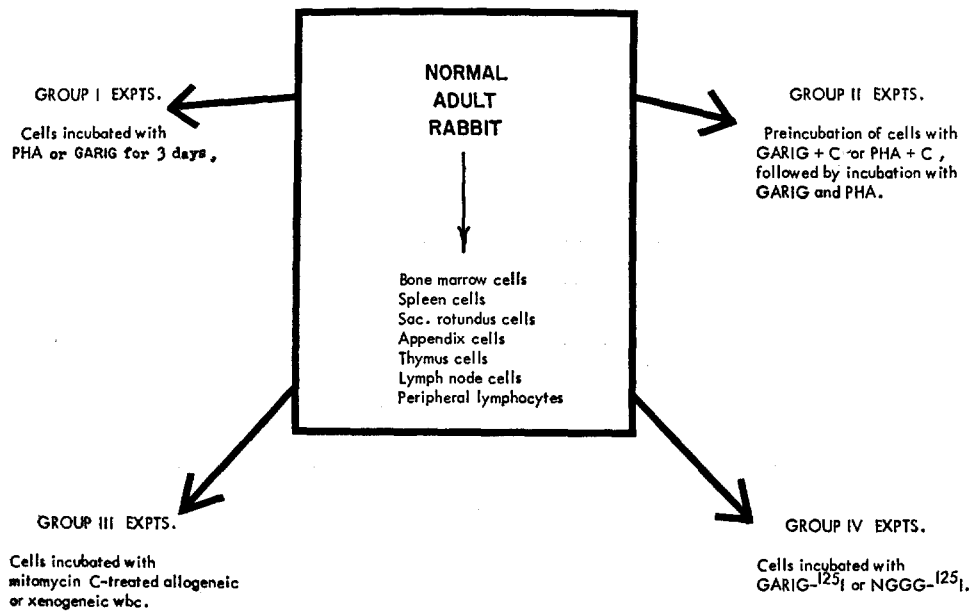 NORMAL
ADULT
RABBIT
Bone marrow cells
Spleen cells
Sac. rotundus cells
Appendix cells
Thymus cells
Lymph node cells
Peripheral lymphocytes
GROUP I EXPTS.
Cells incubated with
PHA or GARIG for 3 days,
GROUP II EXPTS.
Preincubation of cells with
GARIG + C or PHA + C ,
followed by incubation with
GARIG and PHA.
GROUP III EXPTS.
Cells incubated with
mitomycin C-treated allogeneic
or xenogeneic wbc.
GROUP IV EXPTS.
Cells incubated with
GARIG-¹²⁵I or NGGG-¹²⁵I.